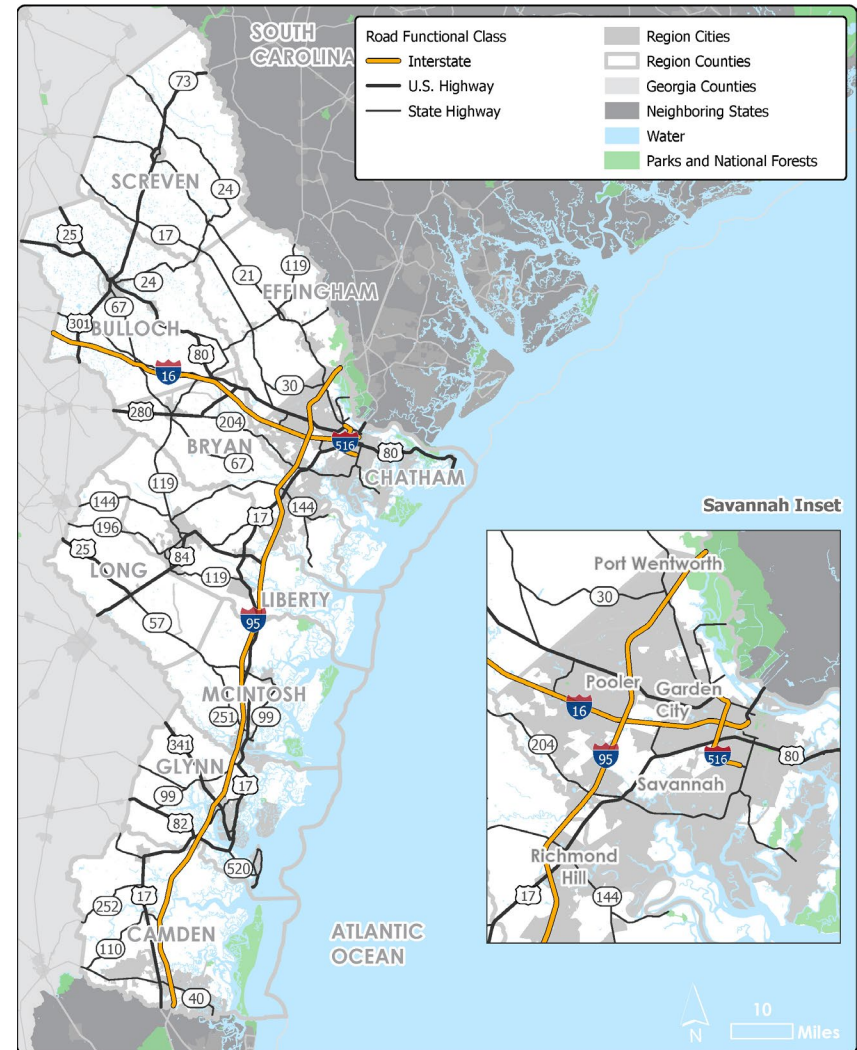 SOUTH
CAROLINA
Road Functional Class
Interstate
U.S. Highway
State Highway
Region Cities
Region Counties
Georgia Counties
Neighboring States
Water
Parks and National Forests
73
SCREVEN
24
17
25
119
21
24
EFFINGHAM
67
301
BULLOCH
80
16
30
280
204
516
80
BRYAN
67
CHATHAM
119
144
144
17
196
25
84
LONG
119
LIBERTY
57
95
MCINTOSH
251
99
341
GLYNN
17
99
82
520
17
252
CAMDEN
110
40
ATLANTIC
OCEAN
Savannah Inset
Port Wentworth
30
Pooler
Garden
City
16
204
95
516
80
Savannah
Richmond
Hill
17
144
N
10
Miles